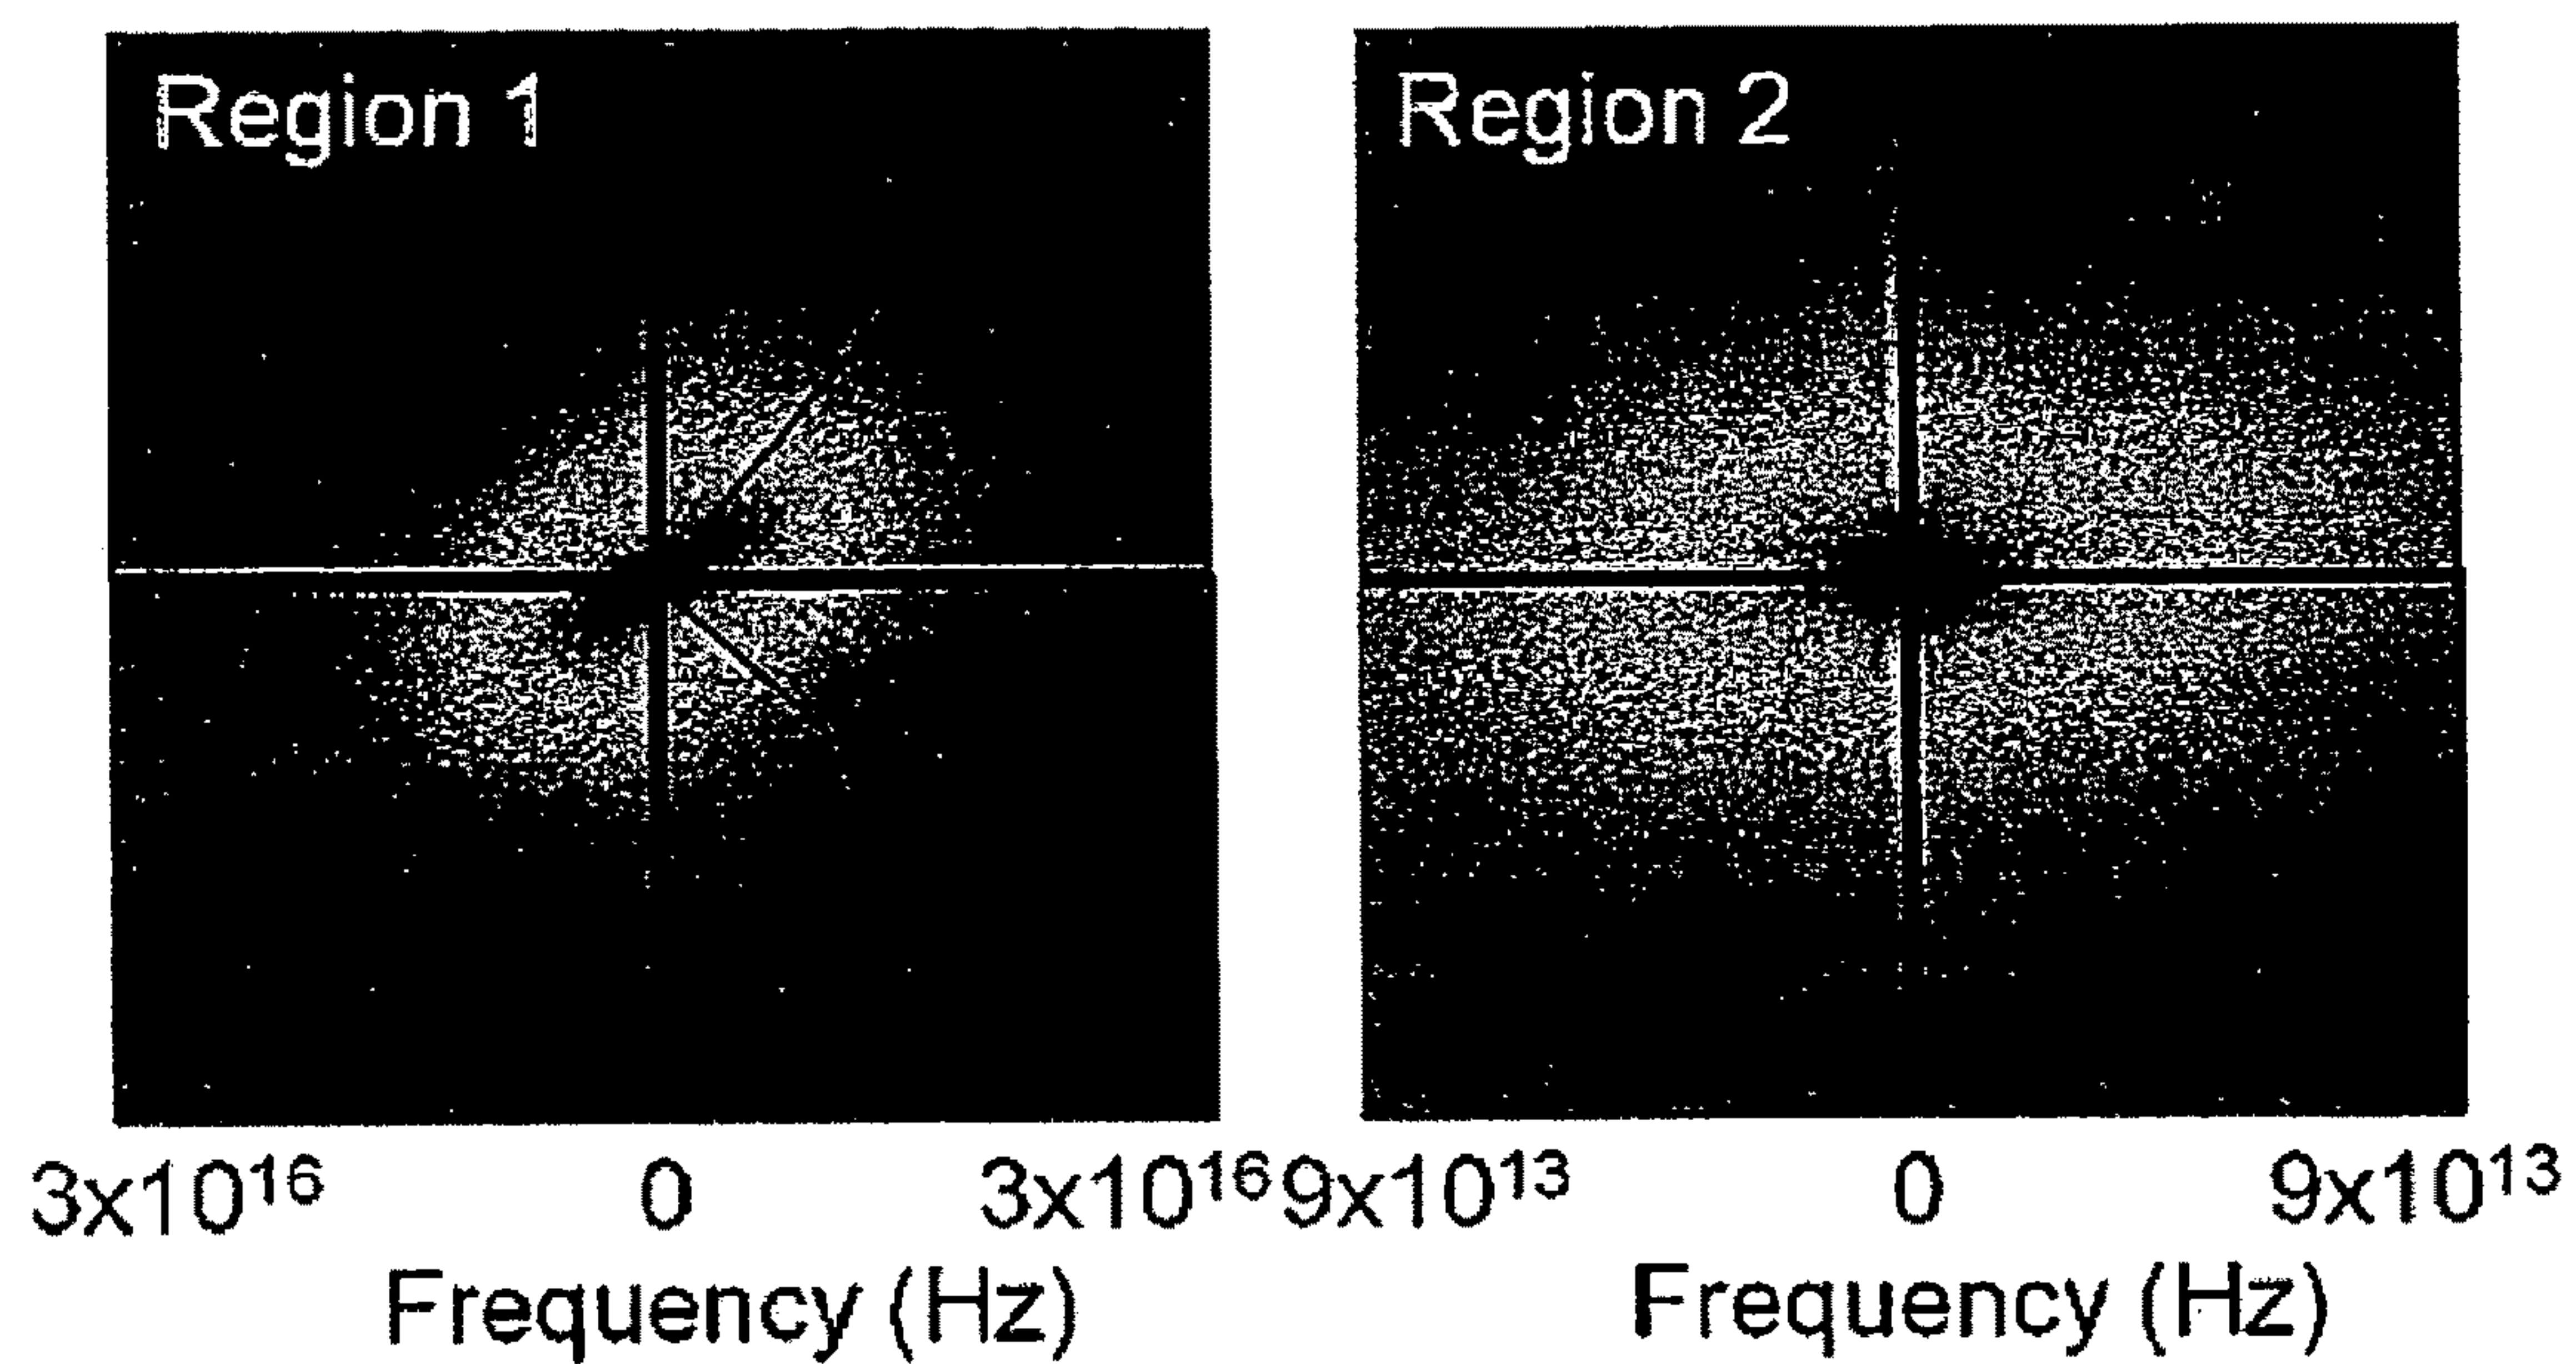 Region 1
Region 2
3x10¹⁶ 0 3x10¹⁶ 9x10¹³ 0 9x10¹³
Frequency (Hz) Frequency (Hz)